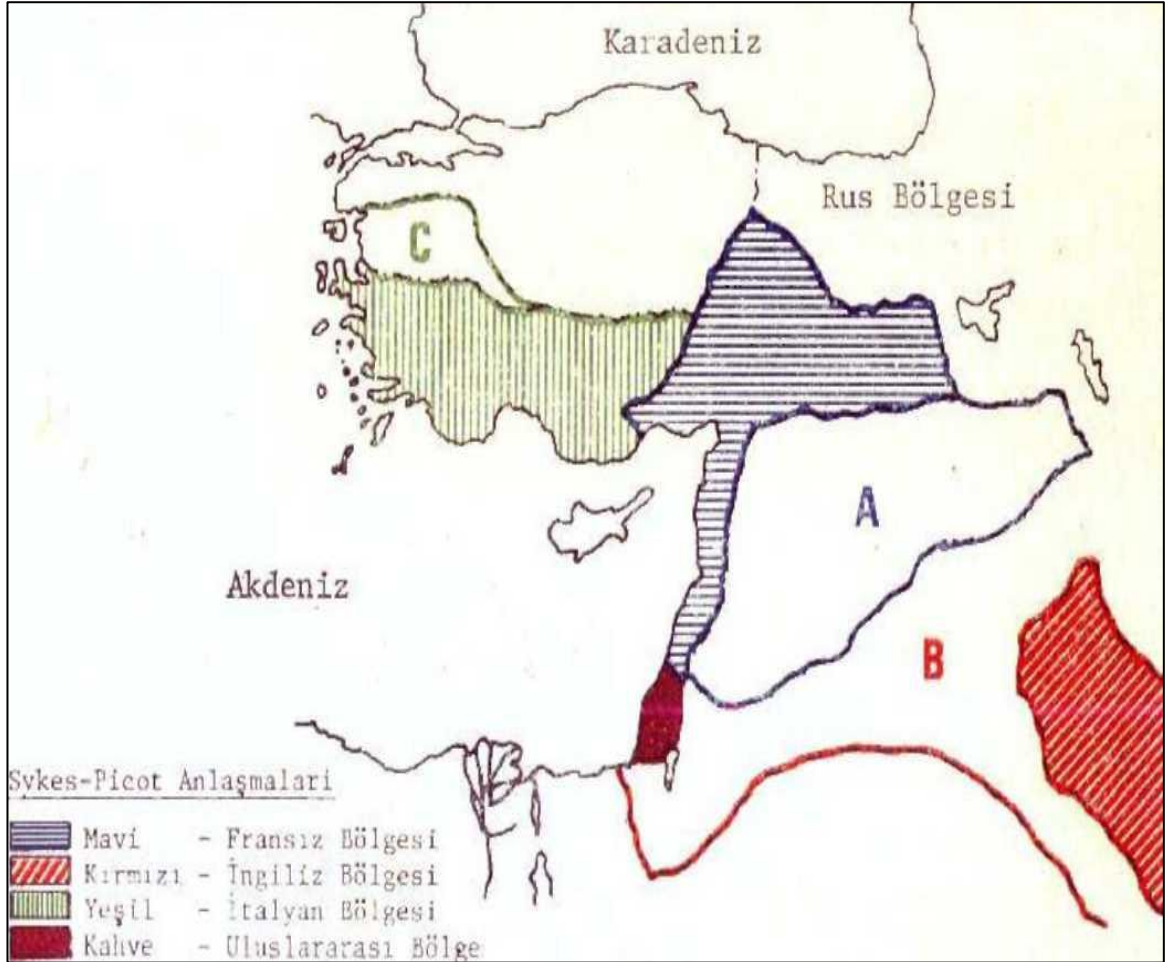 Karadeniz
Rus Bölgesi
C
A
Akdeniz
B
Sykes-Picot Anlaşmalari
Mavi - Fransız Bölgesi
Kırmızı - İngiliz Bölgesi
Yeşil - İtalyan Bölgesi
Kahve - Uluslararası Bölge